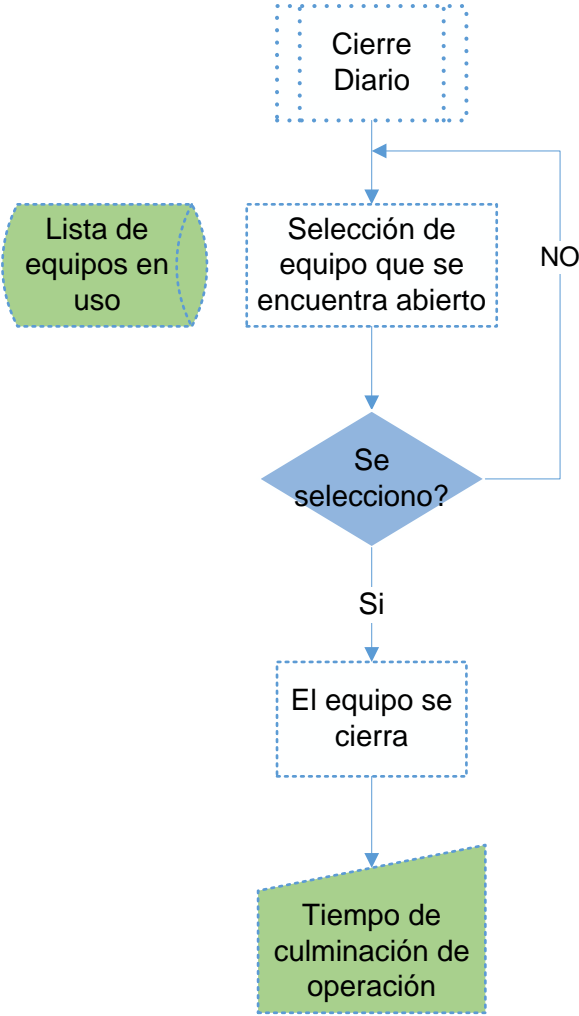 Cierre
Diario
Lista de
equipos en
uso
Selección de
equipo que se
encuentra abierto
NO
Se
selecciono?
Si
El equipo se
cierra
Tiempo de
culminación de
operación